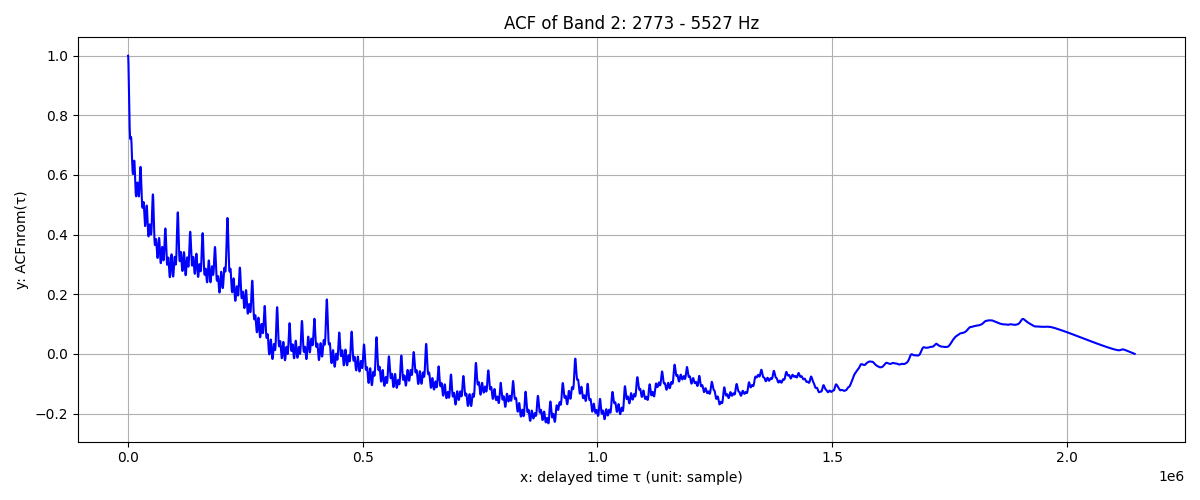 ACF of Band 2: 2773 - 5527 Hz
y: ACFnrom(τ)
1.0
0.8
0.6
0.4
0.2
0.0
−0.2
0.0 0.5 1.0 1.5 2.0
1e6
x: delayed time τ (unit: sample)